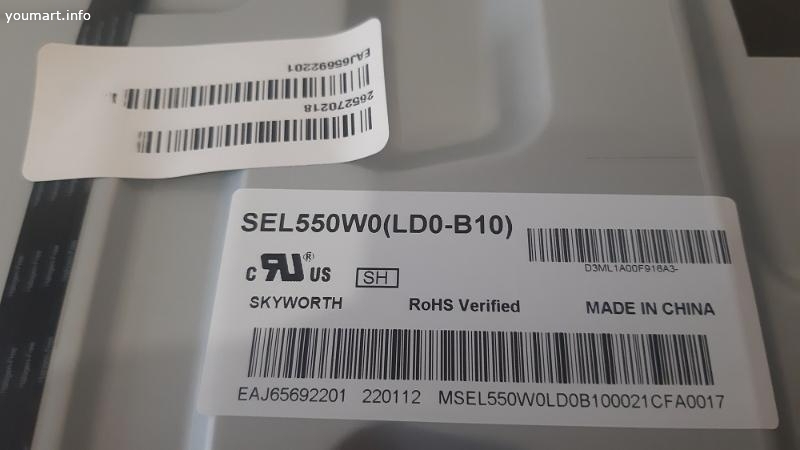 youmart.info
EAJ65692201
265270218
SEL550W0(LD0-B10)
D3ML1A00F916A3-
c RU ® US SH
SKYWORTH RoHS Verified MADE IN CHINA
EAJ65692201 220112 MSEL550W0LD0B100021CFA0017